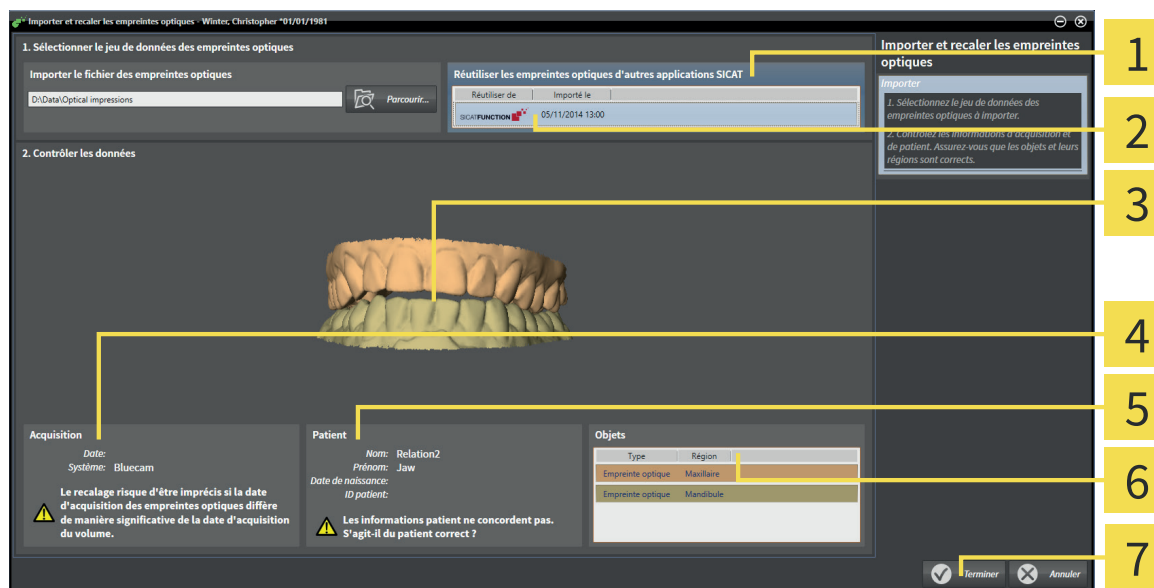 Importer et recaler les empreintes optiques - Winter, Christopher *01/01/1981
1. Sélectionner le jeu de données des empreintes optiques
Importer le fichier des empreintes optiques
D:\Data\Optical impressions
Parcourir...
Réutiliser les empreintes optiques d'autres applications SICAT
Réutiliser de
Importé le
SICATFUNCTION
05/11/2014 13:00
Importer et recaler les empreintes
optiques
Importer
1. Sélectionnez le jeu de données des
empreintes optiques à importer.
2. Contrôlez les informations d'acquisition et
de patient. Assurez-vous que les objets et leurs
régions sont corrects.
2. Contrôler les données
Acquisition
Date:
Système: Bluecam
Le recalage risque d'être imprécis si la date
d'acquisition des empreintes optiques diffère
de manière significative de la date d'acquisition
du volume.
Patient
Nom: Relation2
Prénom: Jaw
Date de naissance:
ID patient:
Les informations patient ne concordent pas.
S'agit-il du patient correct ?
Objets
Type
Région
Empreinte optique
Maxillaire
Empreinte optique
Mandibule
Terminer
Annuler
1
2
3
4
5
6
7